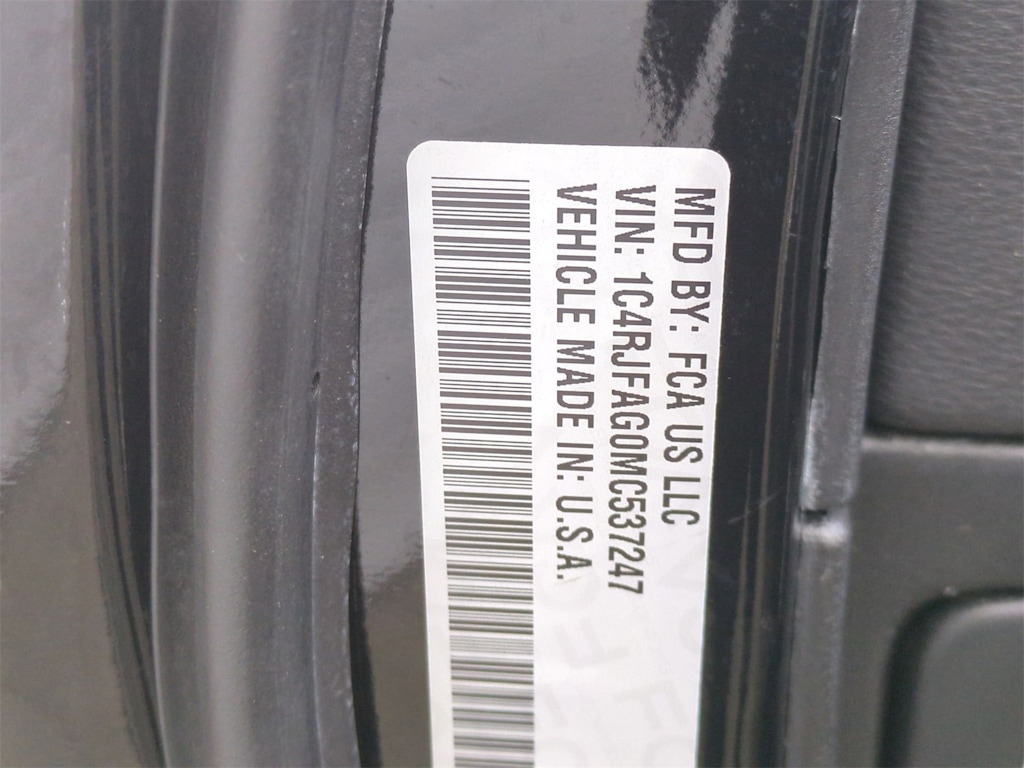 MFD BY: FCA US LLC
VIN: 1C4RJFAG0MC537247
VEHICLE MADE IN: U.S.A.